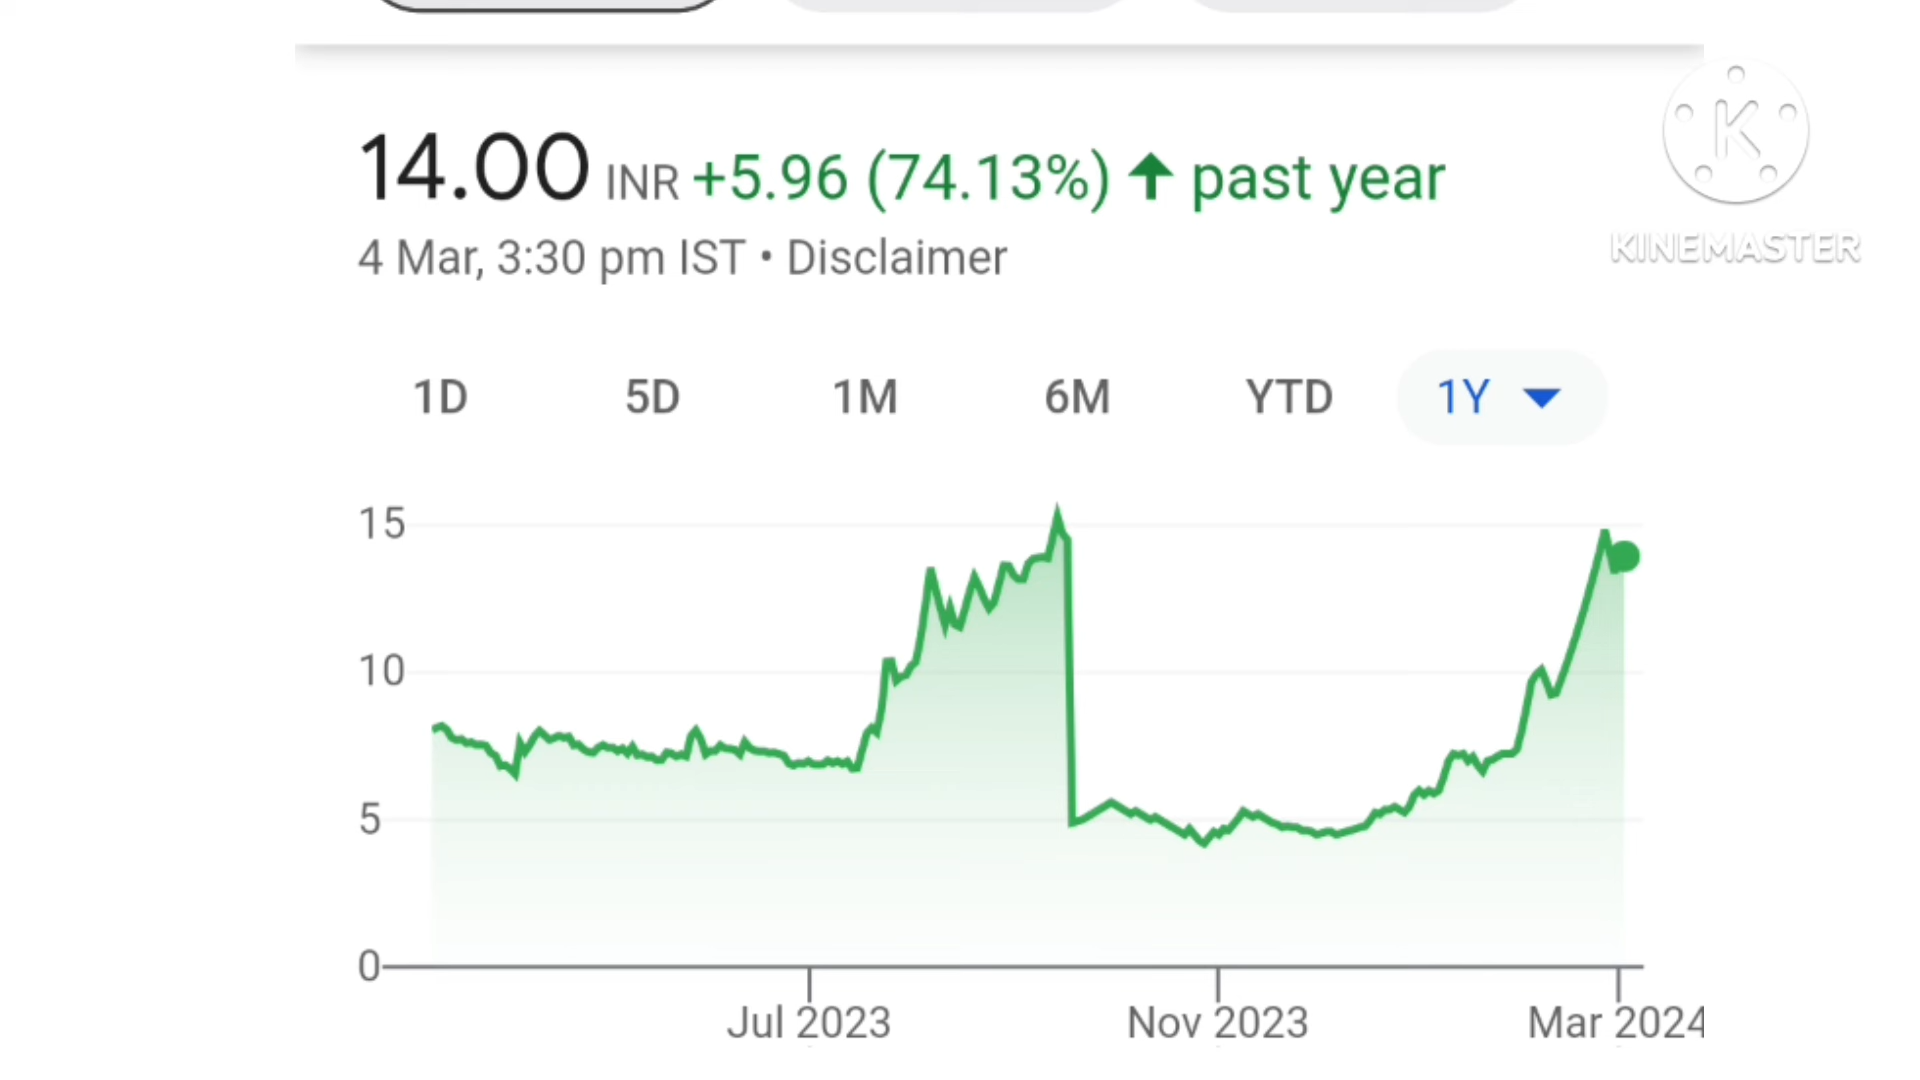 14.00 INR +5.96 (74.13%) ↑ past year
4 Mar, 3:30 pm IST • Disclaimer
1D 5D 1M 6M YTD 1Y
15
10
5
0
Jul 2023 Nov 2023 Mar 2024
K
KINEMASTER